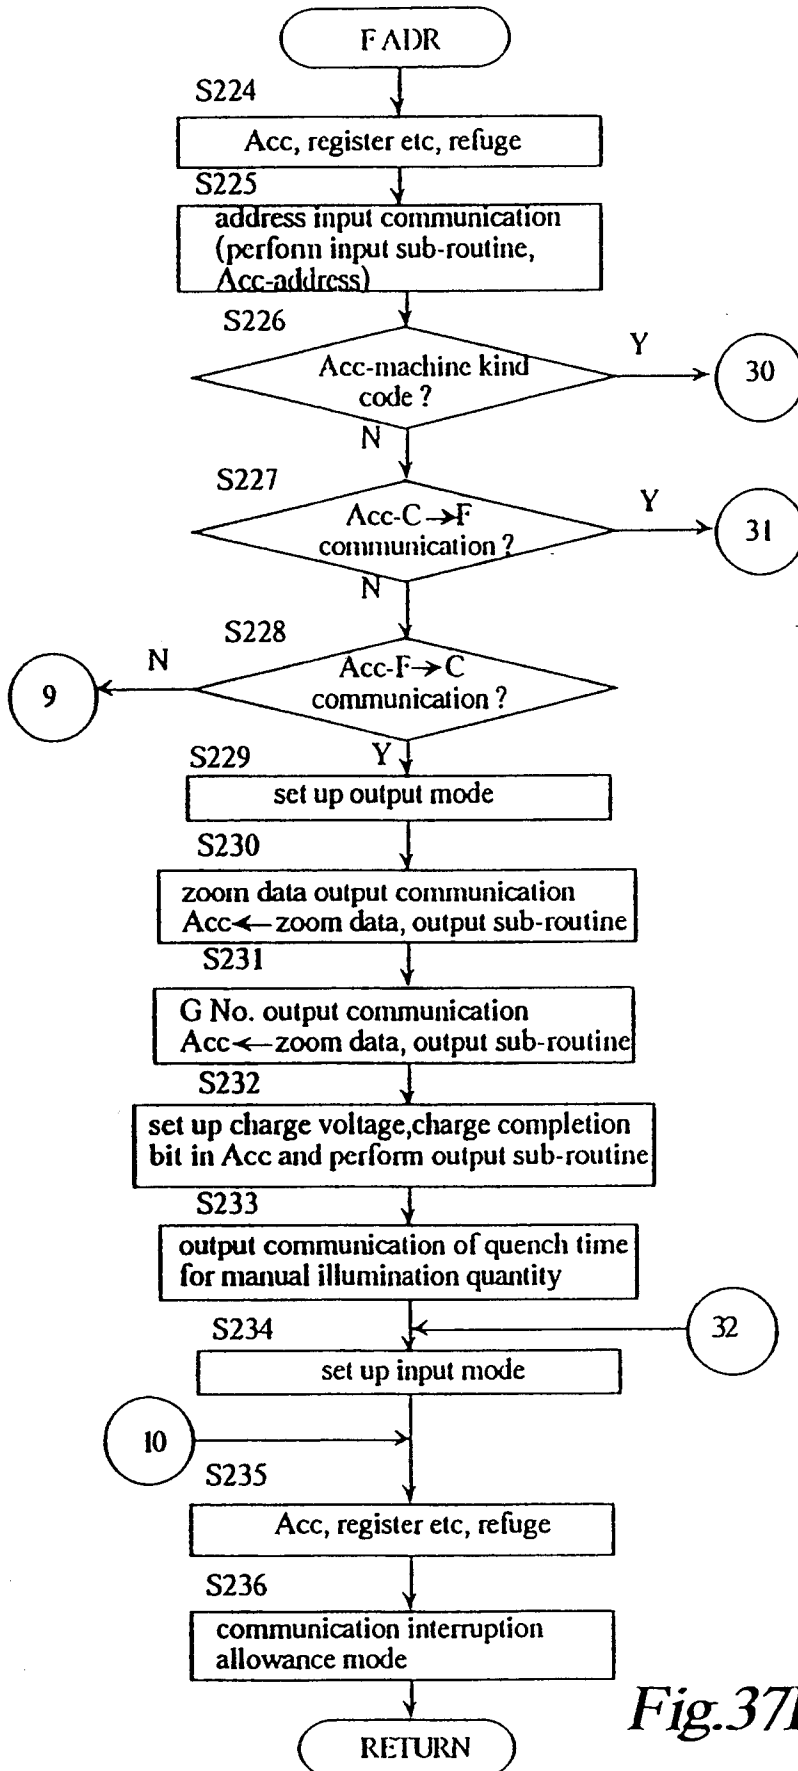 F ADR
S224
Acc, register etc, refuge
S225
address input communication
(perform input sub-routine,
Acc-address)
S226
Acc-machine kind
code ?
Y
30
N
S227
Acc-C→F
communication ?
Y
31
N
S228
Acc-F→C
communication ?
N
9
Y
S229
set up output mode
S230
zoom data output communication
Acc←zoom data, output sub-routine
S231
G No. output communication
Acc←zoom data, output sub-routine
S232
set up charge voltage,charge completion
bit in Acc and perform output sub-routine
S233
output communication of quench time
for manual illumination quantity
S234
32
set up input mode
10
S235
Acc, register etc, refuge
S236
communication interruption
allowance mode
RETURN